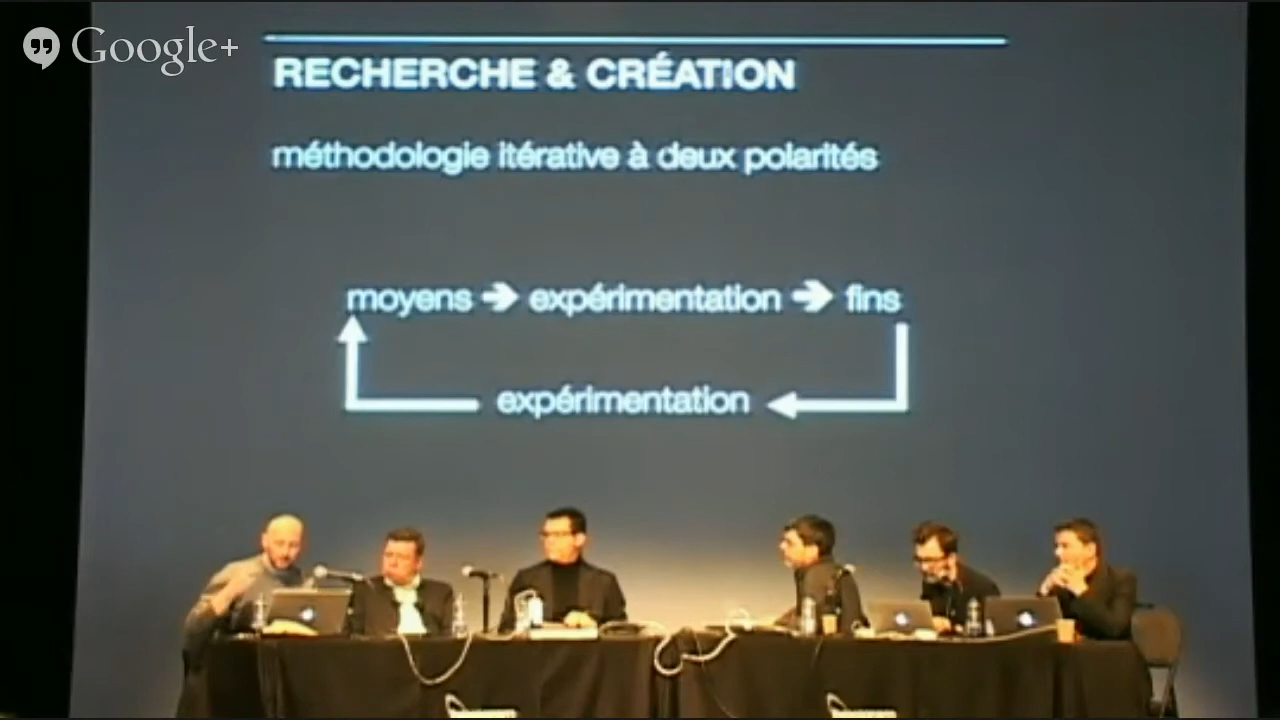 Google+
RECHERCHE & CRÉATION
méthodologie itérative à deux polarités
moyens ➔ expérimentation ➔ fins
expérimentation